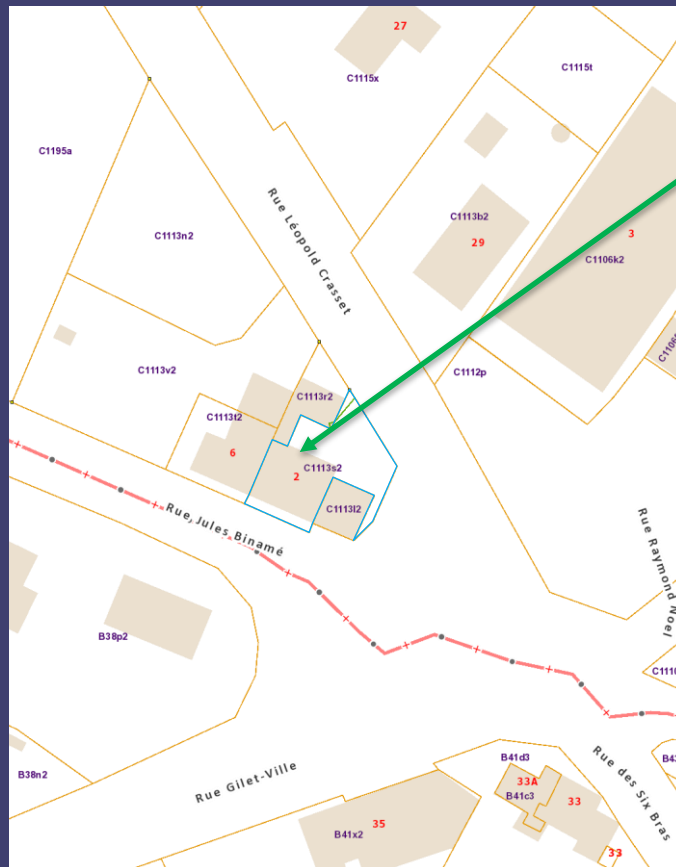 27
C1115x
C1115t
C1195a
Rue Léopold Crasset
C1113b2
29
C1113n2
3
C1106k2
C1113v2
C1113r2
C1112p
C1113t2
6
C1113s2
2
C1113l2
Rue Jules Binamé
Rue Raymond Noel
B38p2
Rue Gilet-Ville
B38n2
B41d3
33A
B41c3
33
Rue des Six Bras
35
B41x2
33